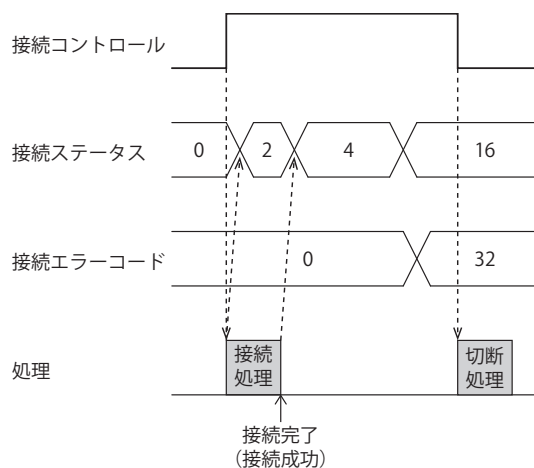 接続コントロール
接続ステータス 0 2 4 16
接続エラーコード 0 32
処理
接続
処理
切断
処理
接続完了
(接続成功)